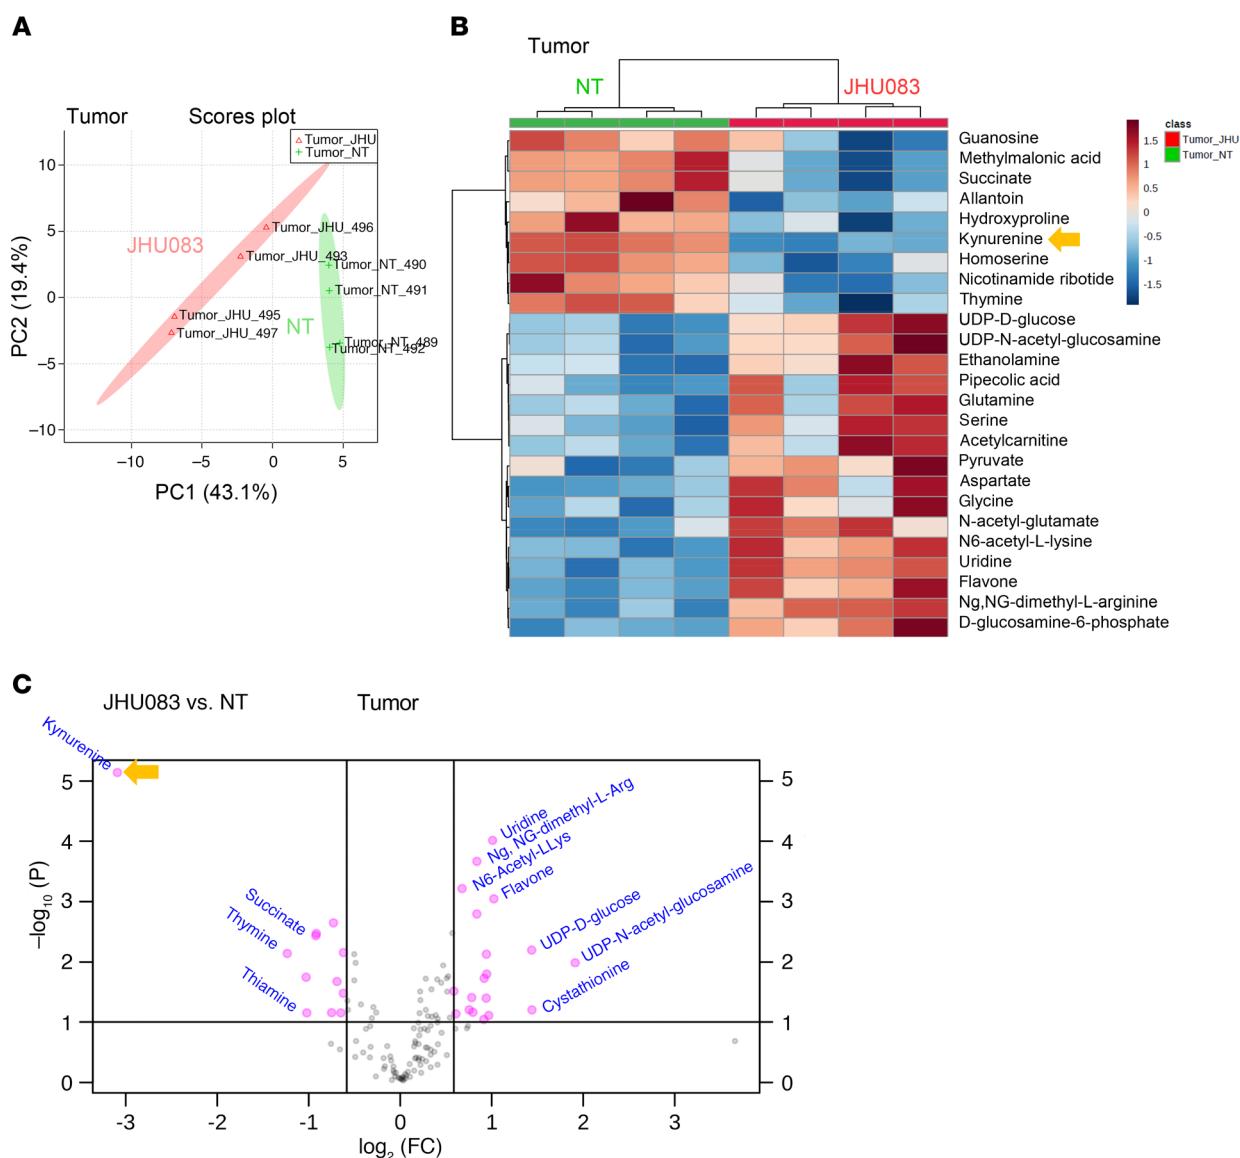 A
Tumor
Scores plot
Tumor_JHU
Tumor_NT
10
5
0
−5
−10
PC2 (19.4%)
JHU083
NT
Tumor_JHU_496
Tumor_JHU_493
Tumor_NT_490
Tumor_NT_491
Tumor_JHU_495
Tumor_JHU_497
Tumor_NT_489
Tumor_NT_492
−10
−5
0
5
PC1 (43.1%)
B
Tumor
NT
JHU083
Guanosine
Methylmalonic acid
Succinate
Allantoin
Hydroxyproline
Kynurenine
Homoserine
Nicotinamide ribotide
Thymine
UDP-D-glucose
UDP-N-acetyl-glucosamine
Ethanolamine
Pipecolic acid
Glutamine
Serine
Acetylcarnitine
Pyruvate
Aspartate
Glycine
N-acetyl-glutamate
N6-acetyl-L-lysine
Uridine
Flavone
Ng,NG-dimethyl-L-arginine
D-glucosamine-6-phosphate
1.5
1
0.5
0
-0.5
-1
-1.5
class
Tumor_JHU
Tumor_NT
C
JHU083 vs. NT
Tumor
Kynurenine
Uridine
Ng, NG-dimethyl-L-Arg
N6-Acetyl-LLys
Flavone
Succinate
Thymine
Thiamine
UDP-D-glucose
UDP-N-acetyl-glucosamine
Cystathionine
5
4
3
2
1
0
–log10 (P)
5
4
3
2
1
0
-3
-2
-1
0
1
2
3
log2 (FC)